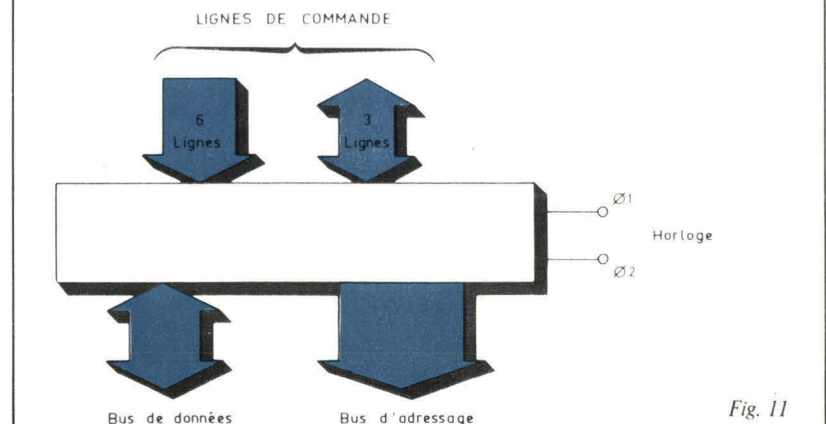 LIGNES DE COMMANDE
6
Lignes
3
Lignes
Ø1
Horloge
Ø2
Bus de données
Bus d'adressage
Fig. 11